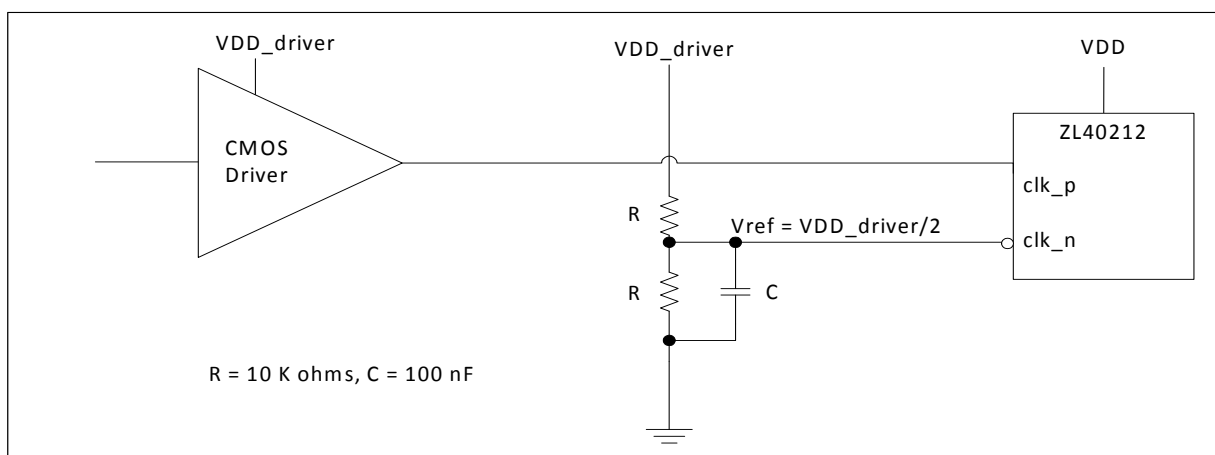 VDD_driver
VDD_driver
VDD
CMOS
Driver
ZL40212
clk_p
R
Vref = VDD_driver/2
clk_n
R
C
R = 10 K ohms, C = 100 nF